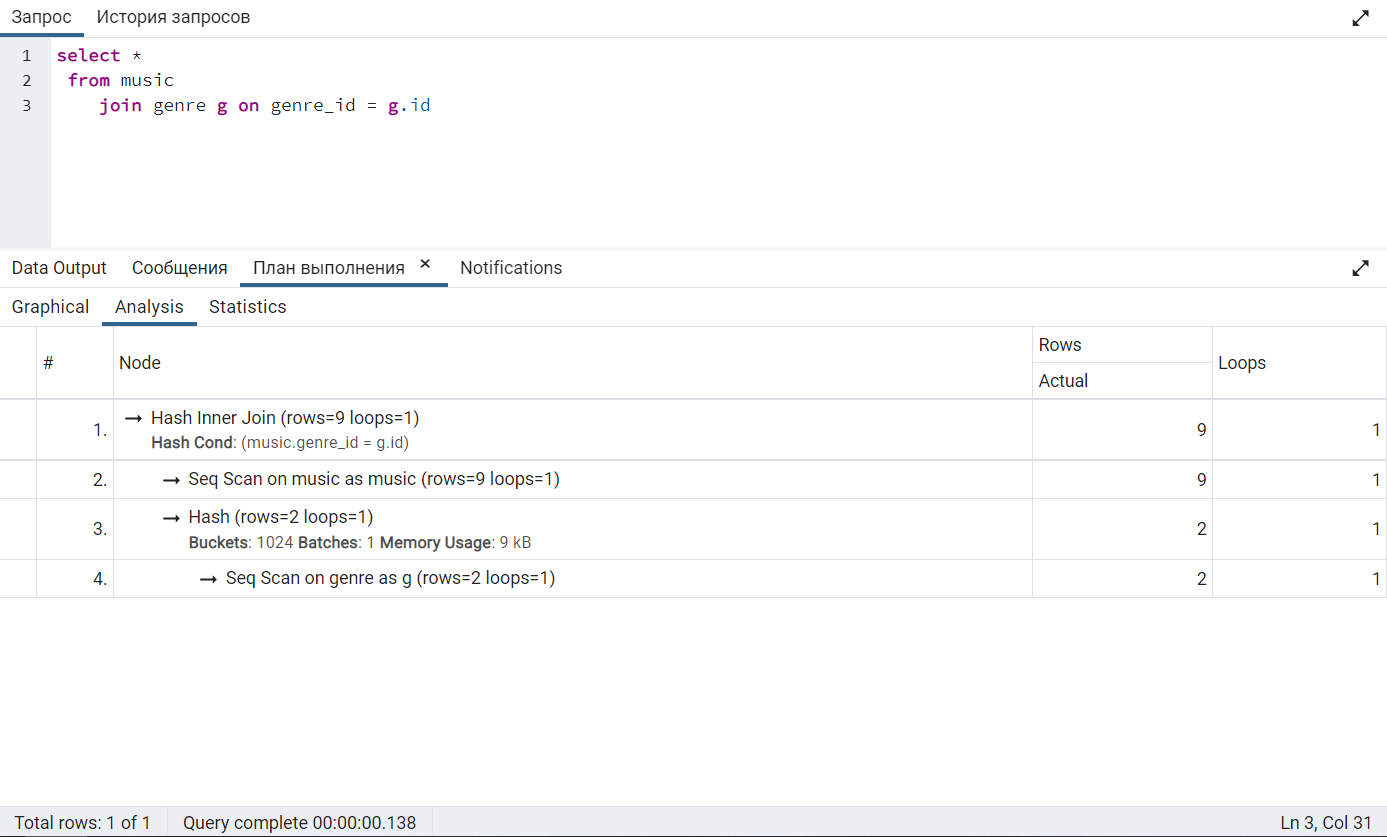 Запрос История запросов
1 select *
2 from music
3 join genre g on genre_id = g.id
Data Output Сообщения План выполнения × Notifications
Graphical Analysis Statistics
# Node Rows Loops
Actual
1. → Hash Inner Join (rows=9 loops=1) 9 1
Hash Cond: (music.genre_id = g.id)
2. → Seq Scan on music as music (rows=9 loops=1) 9 1
3. → Hash (rows=2 loops=1) 2 1
Buckets: 1024 Batches: 1 Memory Usage: 9 kB
4. → Seq Scan on genre as g (rows=2 loops=1) 2 1
Total rows: 1 of 1 Query complete 00:00:00.138 Ln 3, Col 31